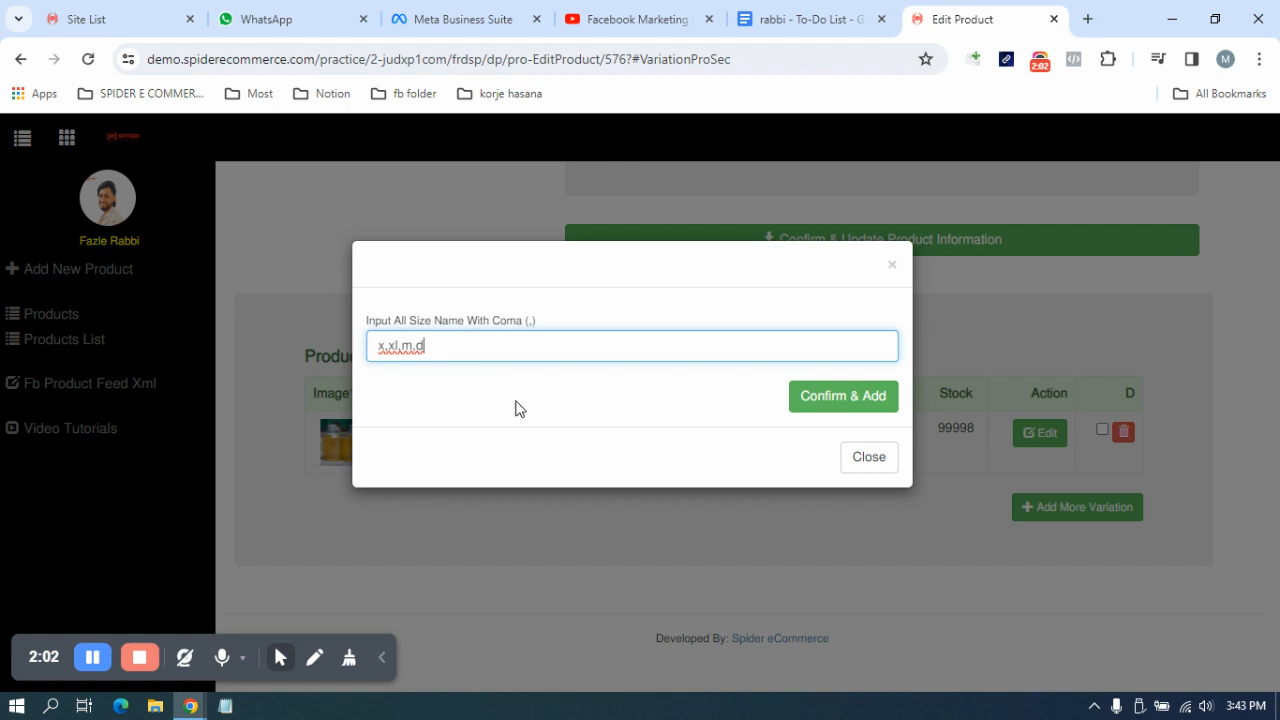 Site List
WhatsApp
Meta Business Suite
Facebook Marketing
rabbi - To-Do List - G
Edit Product
demo.spiderecommerce.com/przitice/2-judxp1com/frdsp/dp/pro-EditProduct/576?#VariationProSec
2:02
M
Apps
SPIDER E COMMER...
Most
Notion
fb folder
korje hasana
All Bookmarks
SPIDER
Fazle Rabbi
Add New Product
Products
Products List
Fb Product Feed Xml
Video Tutorials
Confirm & Update Product Information
×
Input All Size Name With Coma (,)
x,xl,m,d
Confirm & Add
Close
Produc
Image
Stock
Action
D
99998
Edit
Add More Variation
Developed By: Spider eCommerce
2:02
3:43 PM